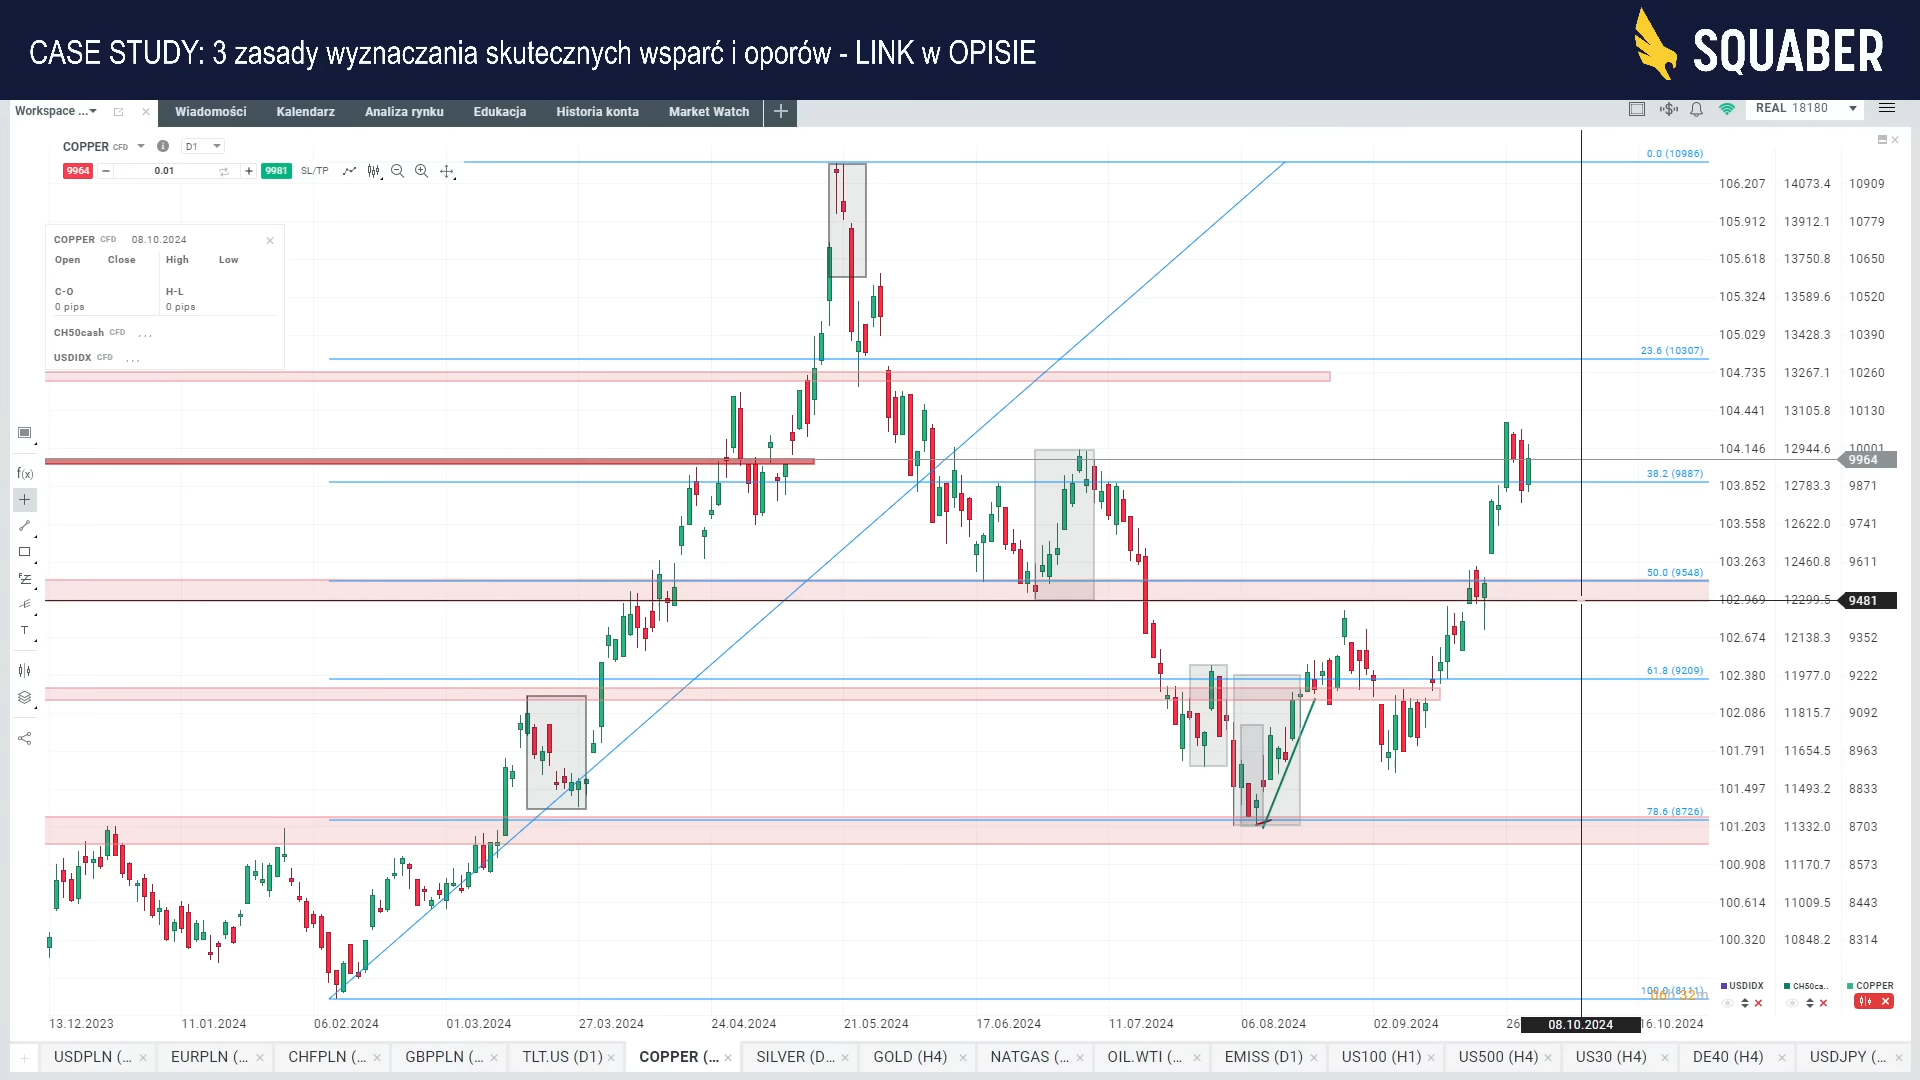 CASE STUDY: 3 zasady wyznaczania skutecznych wsparć i oporów - LINK w OPISIE
SQUABER
Workspace ...
Wiadomości
Kalendarz
Analiza rynku
Edukacja
Historia konta
Market Watch
REAL 18180
COPPER CFD
D1
9964
0.01
9981
SL/TP
COPPER CFD 08.10.2024
Open Close High Low
C-O H-L
0 pips 0 pips
CH50cash CFD ...
USDIDX CFD ...
f(x)
T
0.0 (10986)
23.6 (10307)
38.2 (9887)
50.0 (9548)
61.8 (9209)
78.6 (8726)
100.0 (8111)
106.207 14073.4 10909
105.912 13912.1 10779
105.618 13750.8 10650
105.324 13589.6 10520
105.029 13428.3 10390
104.735 13267.1 10260
104.441 13105.8 10130
104.146 12944.6 10001
9964
103.852 12783.3 9871
103.558 12622.0 9741
103.263 12460.8 9611
102.969 12299.5 9481
102.674 12138.3 9352
102.380 11977.0 9222
102.086 11815.7 9092
101.791 11654.5 8963
101.497 11493.2 8833
101.203 11332.0 8703
100.908 11170.7 8573
100.614 11009.5 8443
100.320 10848.2 8314
USDIDX CH50ca.. COPPER
13.12.2023 11.01.2024 06.02.2024 01.03.2024 27.03.2024 24.04.2024 21.05.2024 17.06.2024 11.07.2024 06.08.2024 02.09.2024 26 08.10.2024 16.10.2024
USDPLN (... EURPLN (... CHFPLN (... GBPPLN (... TLT.US (D1) COPPER (... SILVER (D... GOLD (H4) NATGAS (... OIL.WTI (... EMISS (D1) US100 (H1) US500 (H4) US30 (H4) DE40 (H4) USDJPY (...